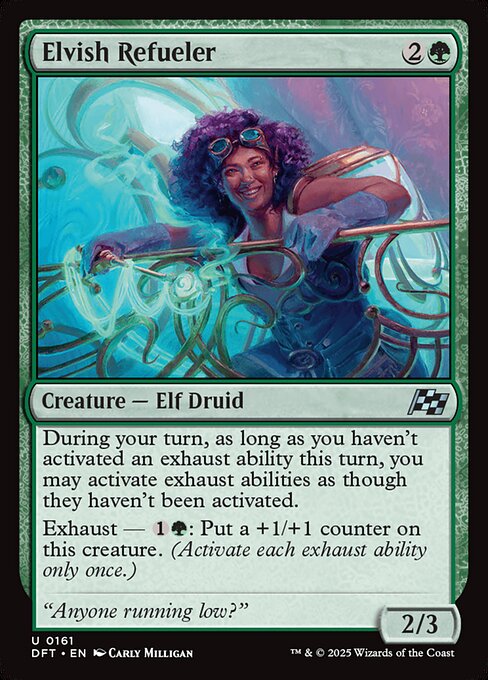 Elvish Refueler 2
Creature — Elf Druid
During your turn, as long as you haven't
activated an exhaust ability this turn, you
may activate exhaust abilities as though
they haven't been activated.
Exhaust — 1 : Put a +1/+1 counter on
this creature. (Activate each exhaust ability
only once.)
“Anyone running low?”
2/3
U 0161
DFT • EN Carly Milligan
™ & © 2025 Wizards of the Coast